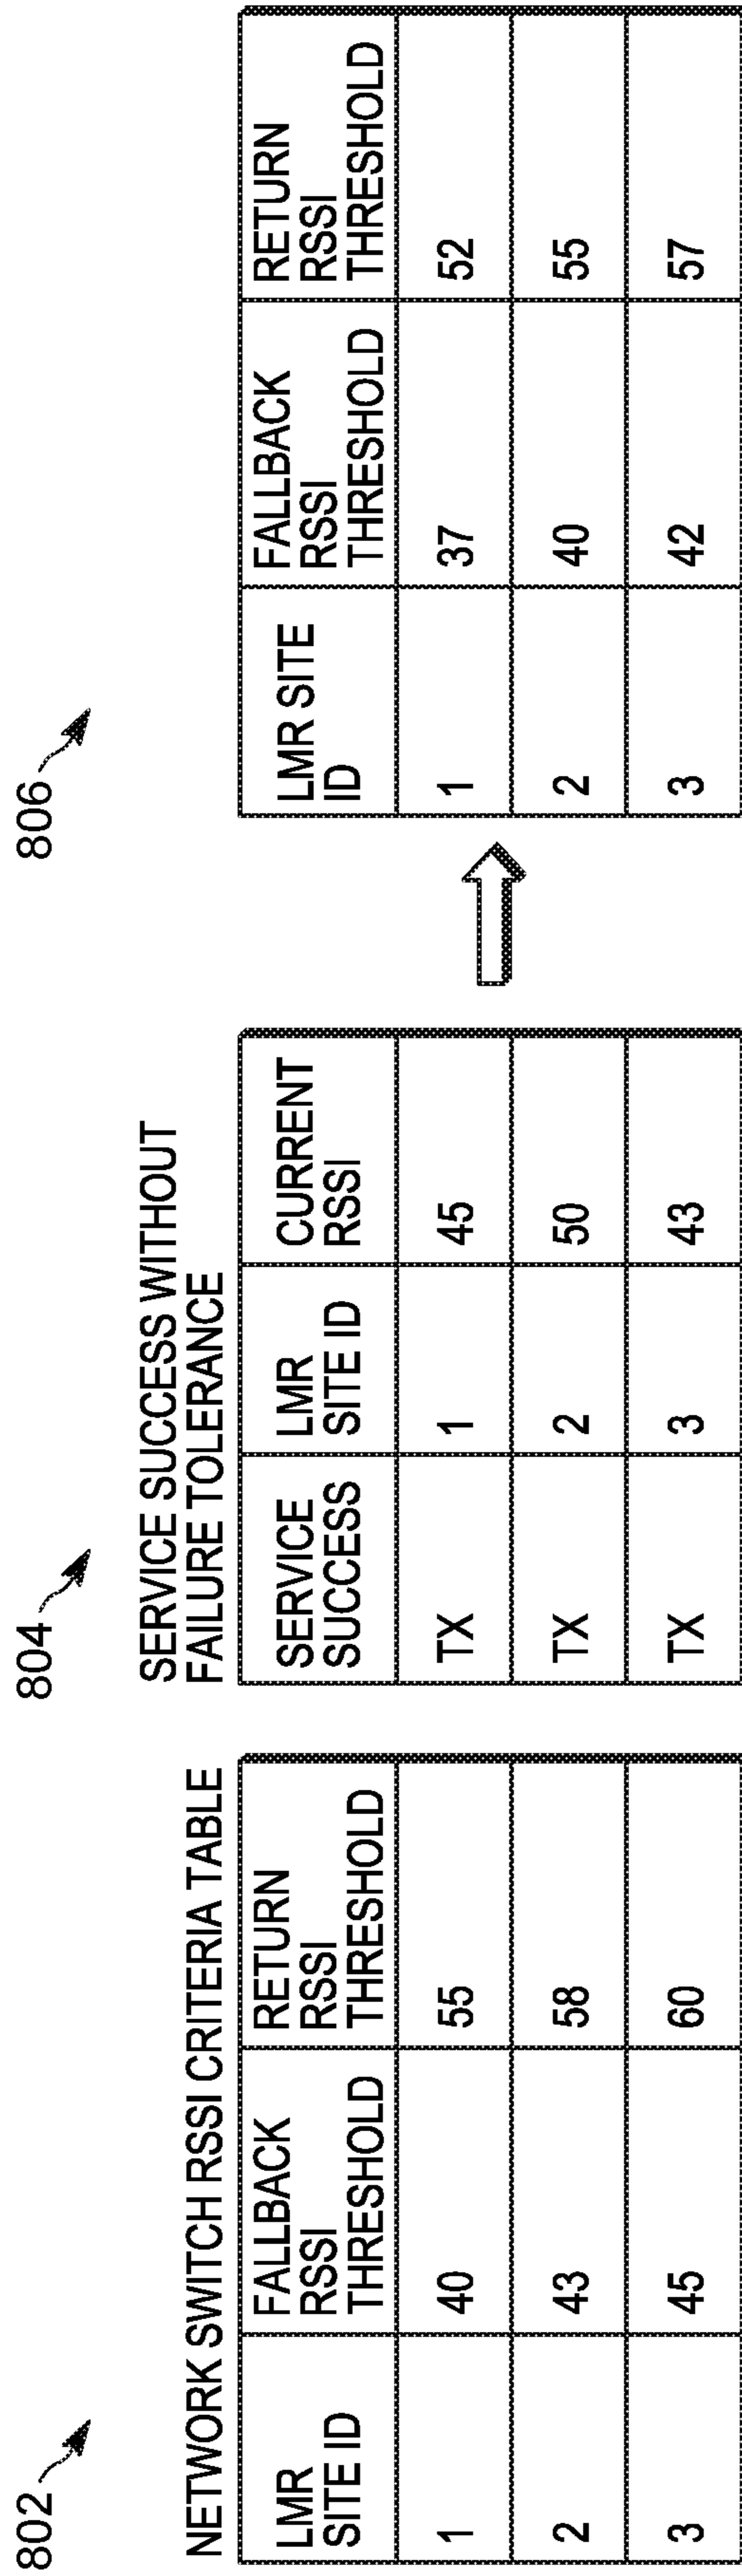 802
NETWORK SWITCH RSSI CRITERIA TABLE
LMR
SITE ID
FALLBACK
RSSI
THRESHOLD
RETURN
RSSI
THRESHOLD
1
40
55
2
43
58
3
45
60
804
SERVICE SUCCESS WITHOUT
FAILURE TOLERANCE
SERVICE
SUCCESS
LMR
SITE ID
CURRENT
RSSI
TX
1
45
TX
2
50
TX
3
43
806
LMR SITE
ID
FALLBACK
RSSI
THRESHOLD
RETURN
RSSI
THRESHOLD
1
37
52
2
40
55
3
42
57